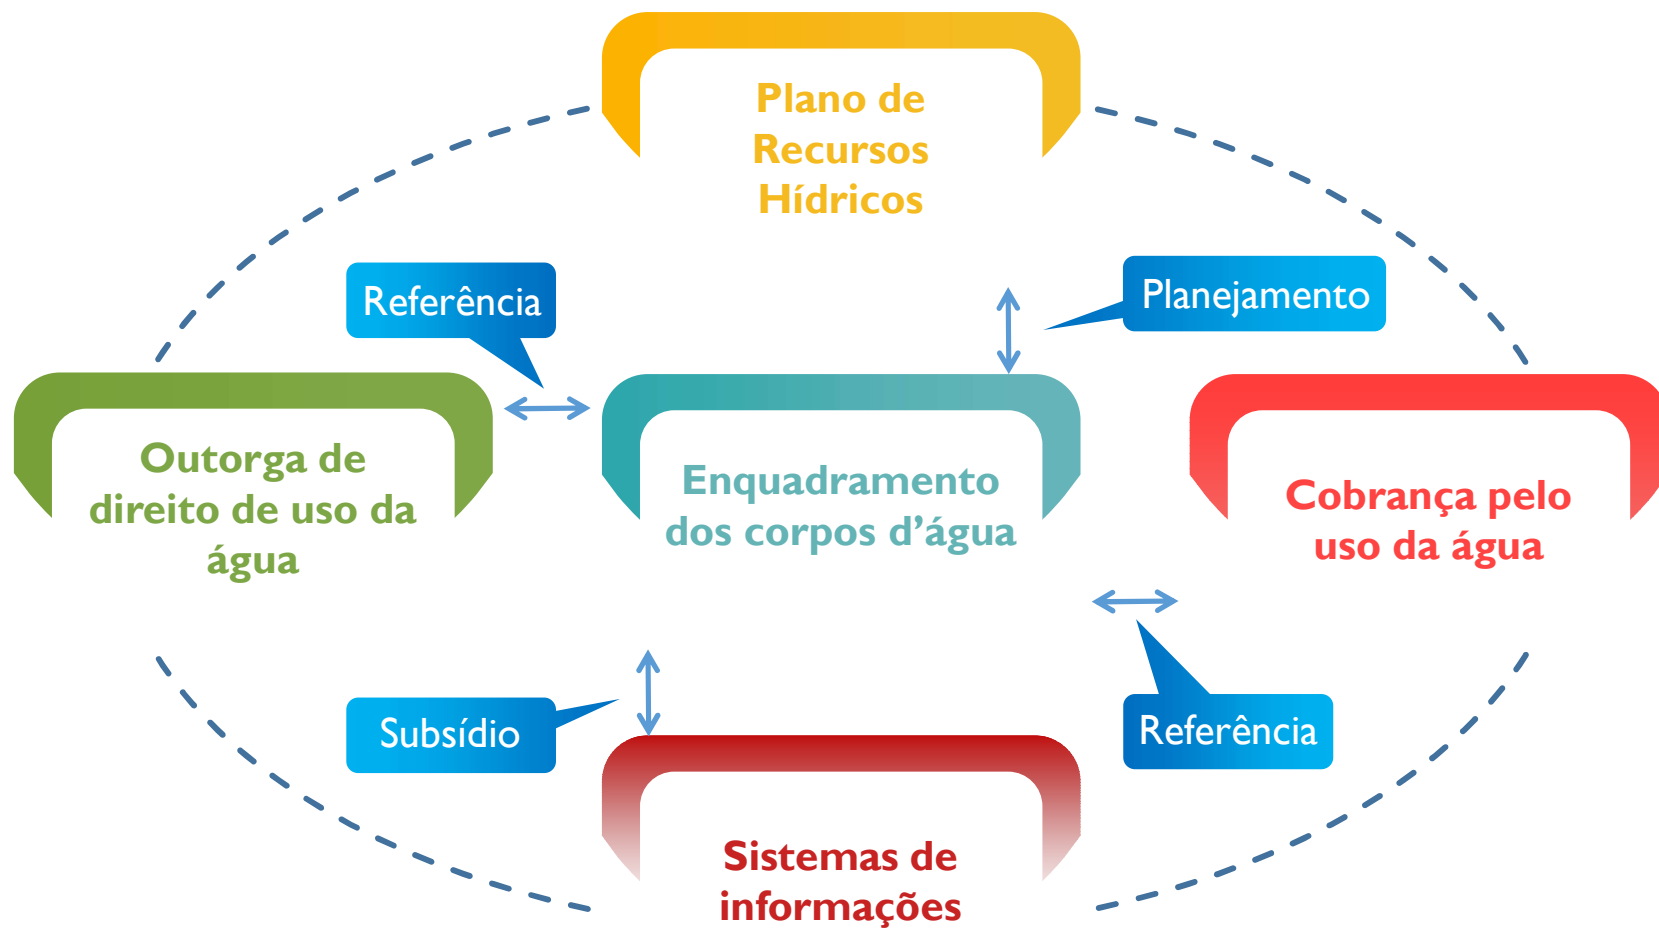 Plano de
Recursos
Hídricos
Referência
Planejamento
Outorga de
direito de uso da
água
Enquadramento
dos corpos d’água
Cobrança pelo
uso da água
Subsídio
Referência
Sistemas de
informações